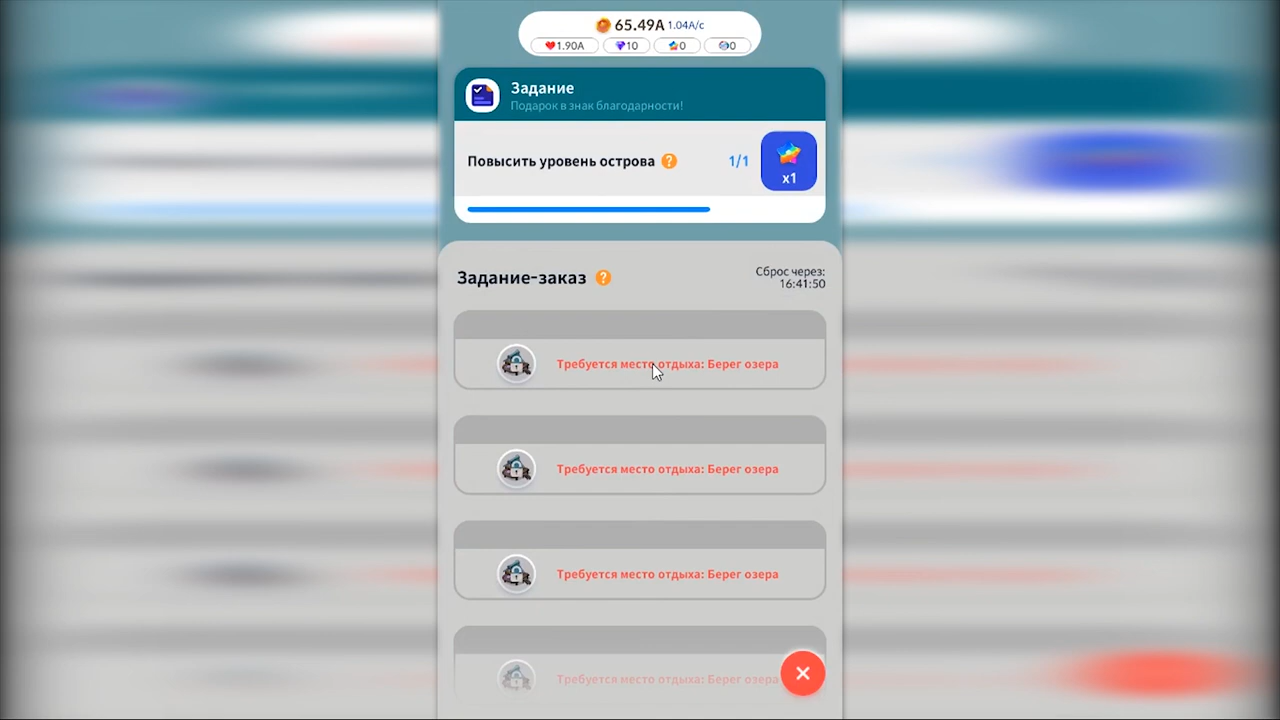 65.49A 1.04A/c
1.90A 10 0 0
Задание
Подарок в знак благодарности!
Повысить уровень острова ? 1/1
x1
Задание-заказ ?
Сброс через:
16:41:50
Требуется место отдыха: Берег озера
Требуется место отдыха: Берег озера
Требуется место отдыха: Берег озера
Требуется место отдыха: Берег озера